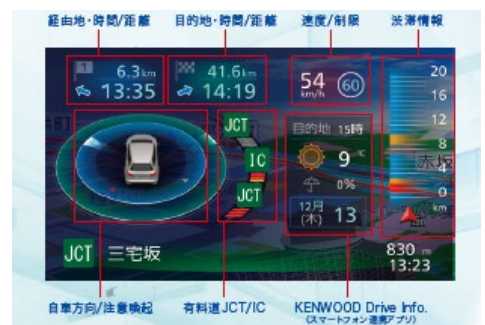 経由地・時間/距離
目的地・時間/距離
速度/制限
渋滞情報
1 6.3km
13:35
41.6km
14:19
54
km/h
60
20
16
12
8
4
0
km
JCT
IC
JCT
目的地 15時
9℃
0%
12月
(木) 13
赤坂
JCT 三宅坂
830 m
13:23
自車方向/注意喚起
有料道JCT/IC
KENWOOD Drive Info.
(スマートフォン連携アプリ)